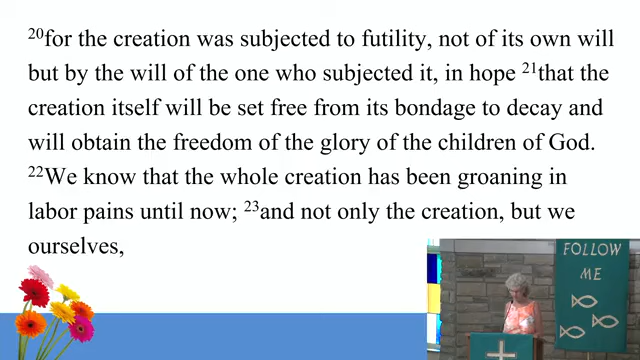 ²⁰for the creation was subjected to futility, not of its own will
but by the will of the one who subjected it, in hope ²¹that the
creation itself will be set free from its bondage to decay and
will obtain the freedom of the glory of the children of God.
²²We know that the whole creation has been groaning in
labor pains until now; ²³and not only the creation, but we
ourselves,
FOLLOW
ME